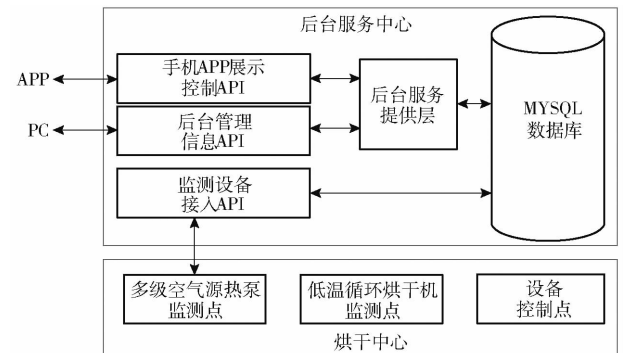 后台服务中心
APP
手机APP展示
控制API
后台服务
提供层
MYSQL
数据库
PC
后台管理
信息API
监测设备
接入API
多级空气源热泵
监测点
低温循环烘干机
监测点
设备
控制点
烘干中心